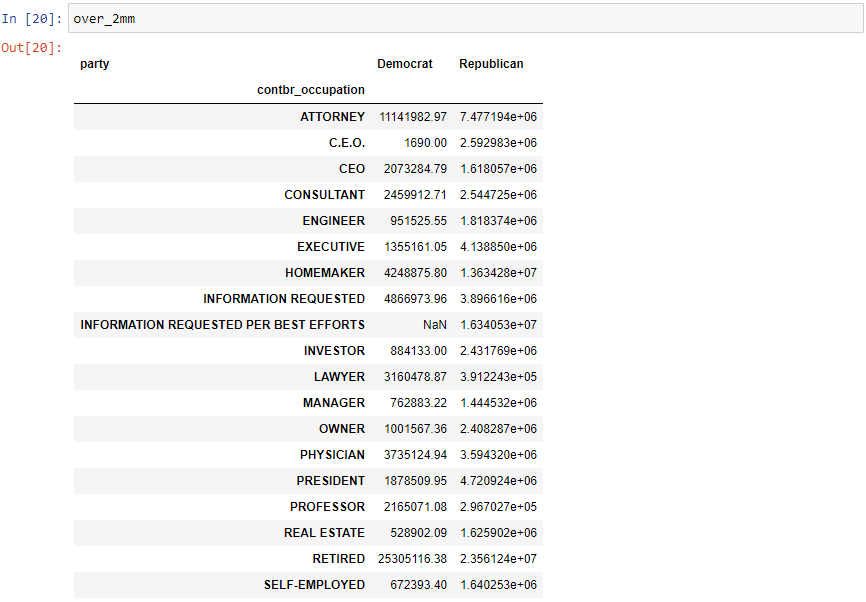 In [20]: over_2mm
Out[20]:
party Democrat Republican
contbr_occupation
ATTORNEY 11141982.97 7.477194e+06
C.E.O. 1690.00 2.592983e+06
CEO 2073284.79 1.618057e+06
CONSULTANT 2459912.71 2.544725e+06
ENGINEER 951525.55 1.818374e+06
EXECUTIVE 1355161.05 4.138850e+06
HOMEMAKER 4248875.80 1.363428e+07
INFORMATION REQUESTED 4866973.96 3.896616e+06
INFORMATION REQUESTED PER BEST EFFORTS NaN 1.634053e+07
INVESTOR 884133.00 2.431769e+06
LAWYER 3160478.87 3.912243e+05
MANAGER 762883.22 1.444532e+06
OWNER 1001567.36 2.408287e+06
PHYSICIAN 3735124.94 3.594320e+06
PRESIDENT 1878509.95 4.720924e+06
PROFESSOR 2165071.08 2.967027e+05
REAL ESTATE 528902.09 1.625902e+06
RETIRED 25305116.38 2.356124e+07
SELF-EMPLOYED 672393.40 1.640253e+06